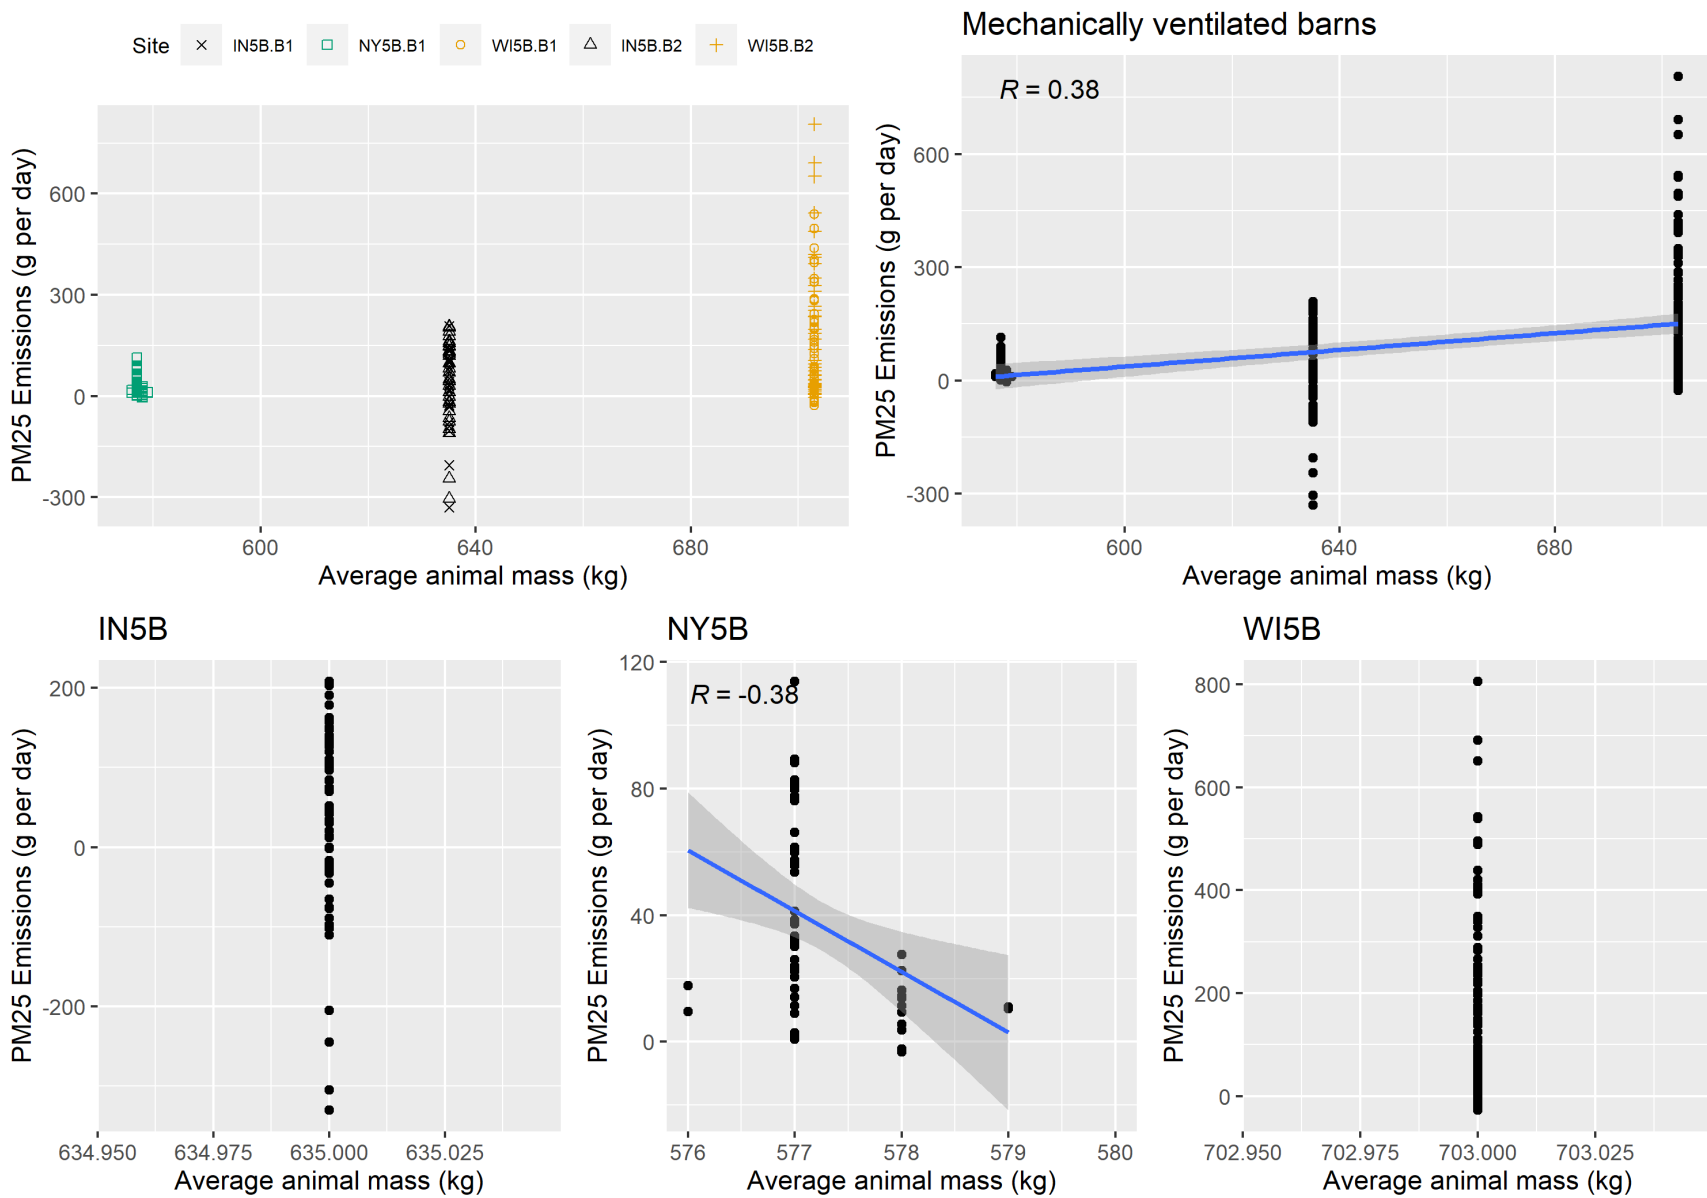 Site IN5B.B1 NY5B.B1 WI5B.B1 IN5B.B2 WI5B.B2
PM25 Emissions (g per day)
600
300
0
-300
600 640 680
Average animal mass (kg)
Mechanically ventilated barns
R = 0.38
PM25 Emissions (g per day)
600
300
0
-300
600 640 680
Average animal mass (kg)
IN5B
PM25 Emissions (g per day)
200
0
-200
634.950 634.975 635.000 635.025
Average animal mass (kg)
NY5B
R = -0.38
PM25 Emissions (g per day)
120
80
40
0
576 577 578 579 580
Average animal mass (kg)
WI5B
PM25 Emissions (g per day)
800
600
400
200
0
702.950 702.975 703.000 703.025
Average animal mass (kg)